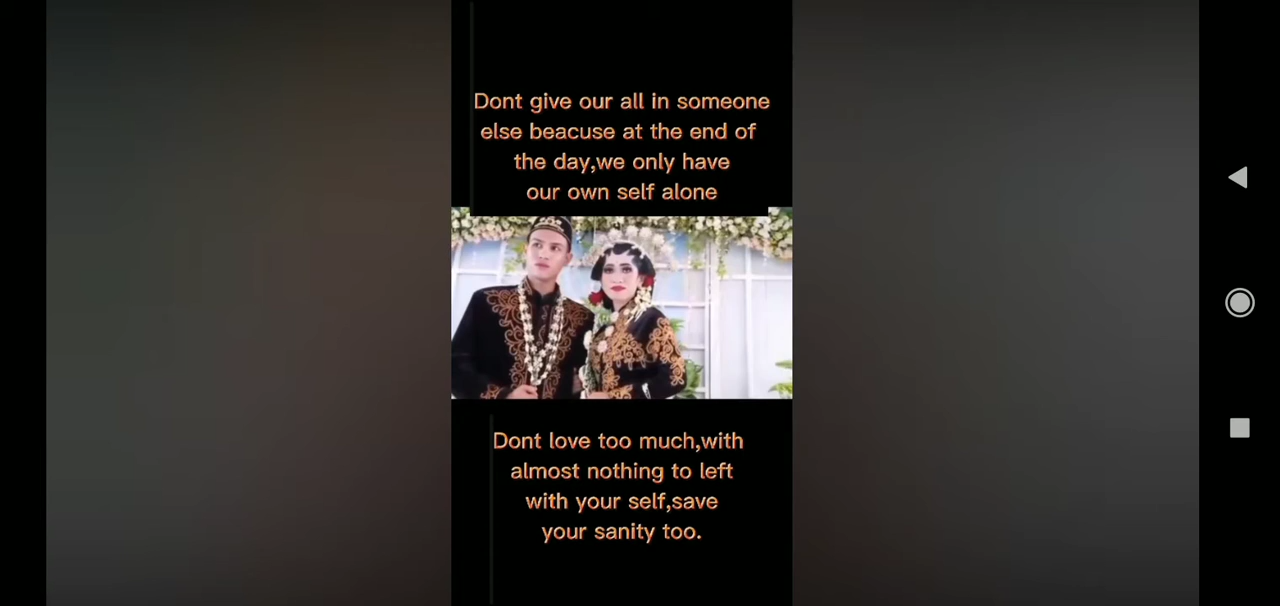 Dont give our all in someone
else beacuse at the end of
the day,we only have
our own self alone
Dont love too much,with
almost nothing to left
with your self,save
your sanity too.